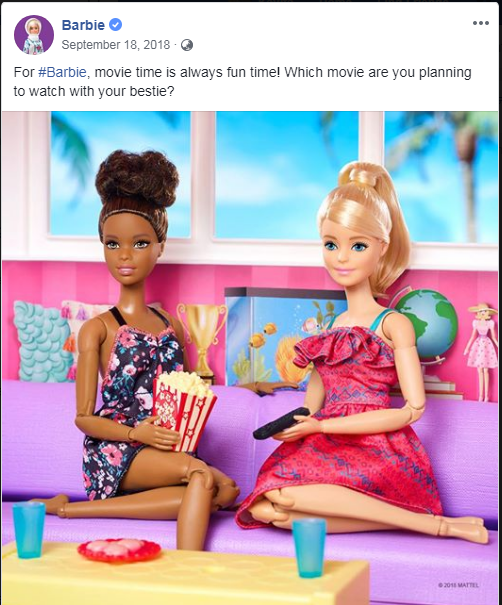 Barbie
September 18, 2018 ·
For #Barbie, movie time is always fun time! Which movie are you planning
to watch with your bestie?
© 2018 MATTEL